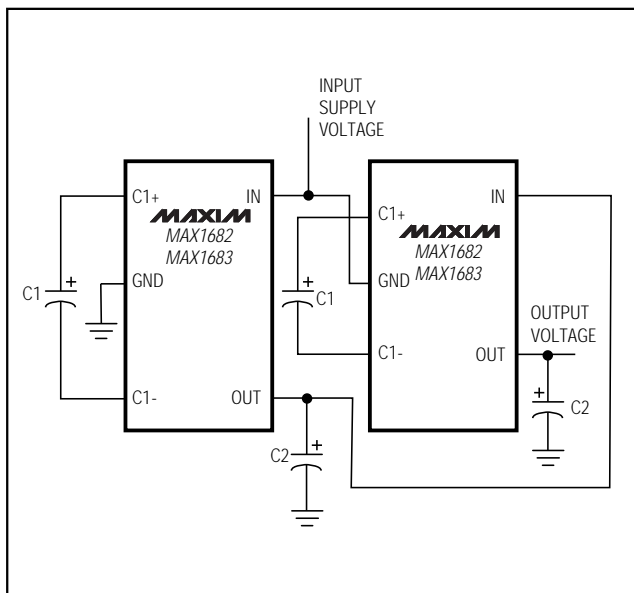 INPUT
SUPPLY
VOLTAGE
C1+
IN
MAXIM
MAX1682
MAX1683
GND
C1-
OUT
C1
C2
C1+
IN
MAXIM
MAX1682
MAX1683
GND
C1-
OUT
C1
OUTPUT
VOLTAGE
C2
+
+
+
+